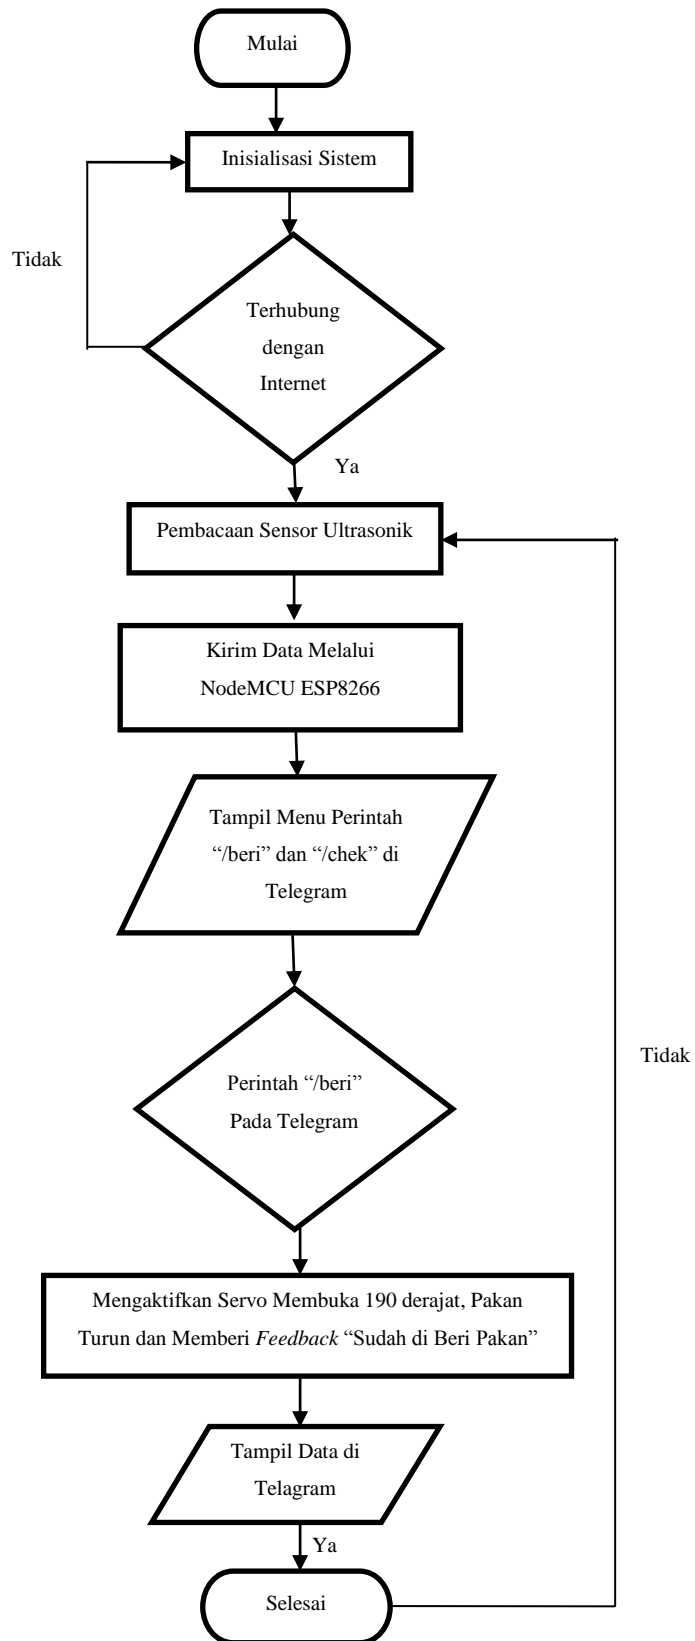 Mulai
Inisialisasi Sistem
Tidak
Terhubung
dengan
Internet
Ya
Pembacaan Sensor Ultrasonik
Kirim Data Melalui
NodeMCU ESP8266
Tampil Menu Perintah
“/beri” dan “/chek” di
Telegram
Tidak
Perintah “/beri”
Pada Telegram
Mengaktifkan Servo Membuka 190 derajat, Pakan
Turun dan Memberi Feedback “Sudah di Beri Pakan”
Tampil Data di
Telagram
Ya
Selesai